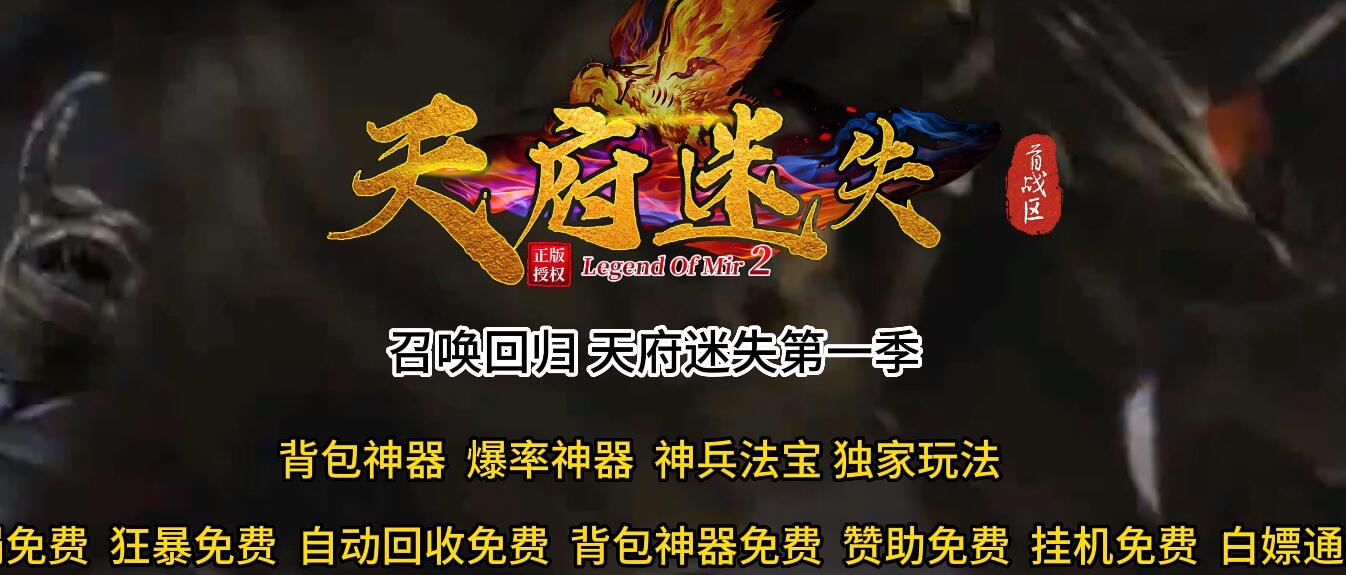 天府迷失
首战区
正版授权
Legend Of Mir 2
召唤回归 天府迷失第一季
背包神器 爆率神器 神兵法宝 独家玩法
免费 狂暴免费 自动回收免费 背包神器免费 赞助免费 挂机免费 白嫖通